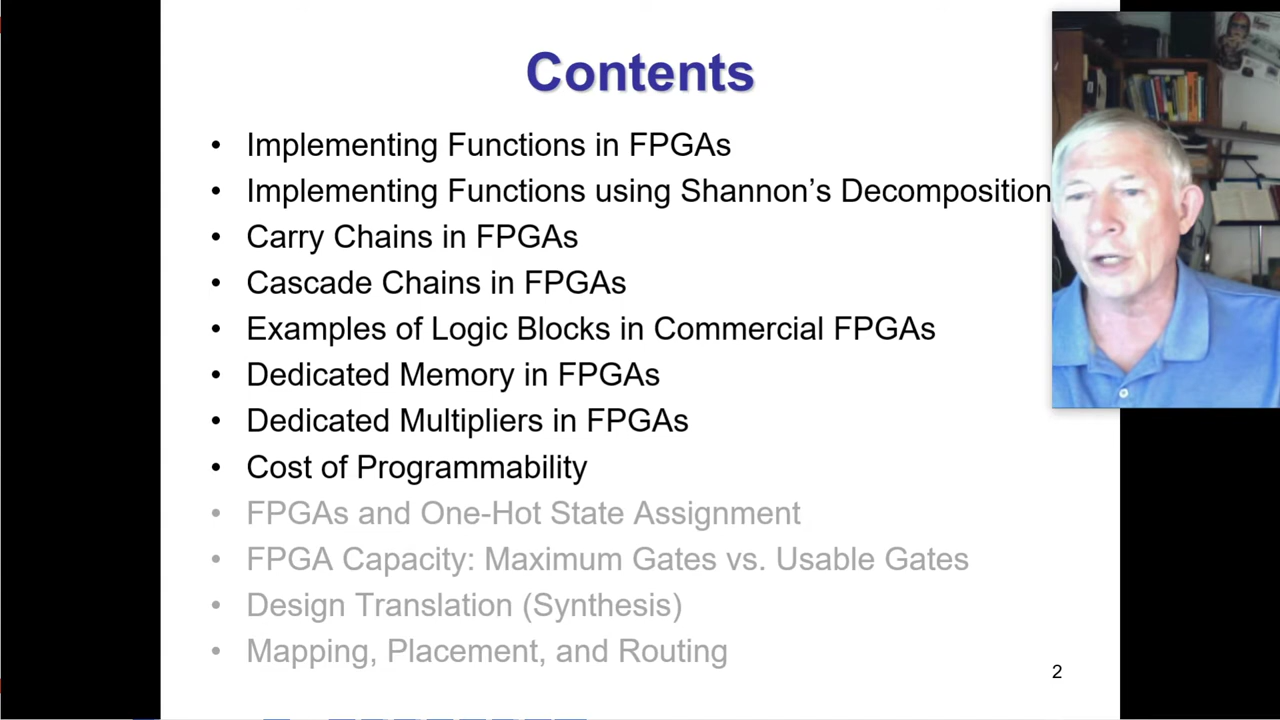 Contents
• Implementing Functions in FPGAs
• Implementing Functions using Shannon’s Decomposition
• Carry Chains in FPGAs
• Cascade Chains in FPGAs
• Examples of Logic Blocks in Commercial FPGAs
• Dedicated Memory in FPGAs
• Dedicated Multipliers in FPGAs
• Cost of Programmability
• FPGAs and One-Hot State Assignment
• FPGA Capacity: Maximum Gates vs. Usable Gates
• Design Translation (Synthesis)
• Mapping, Placement, and Routing
2